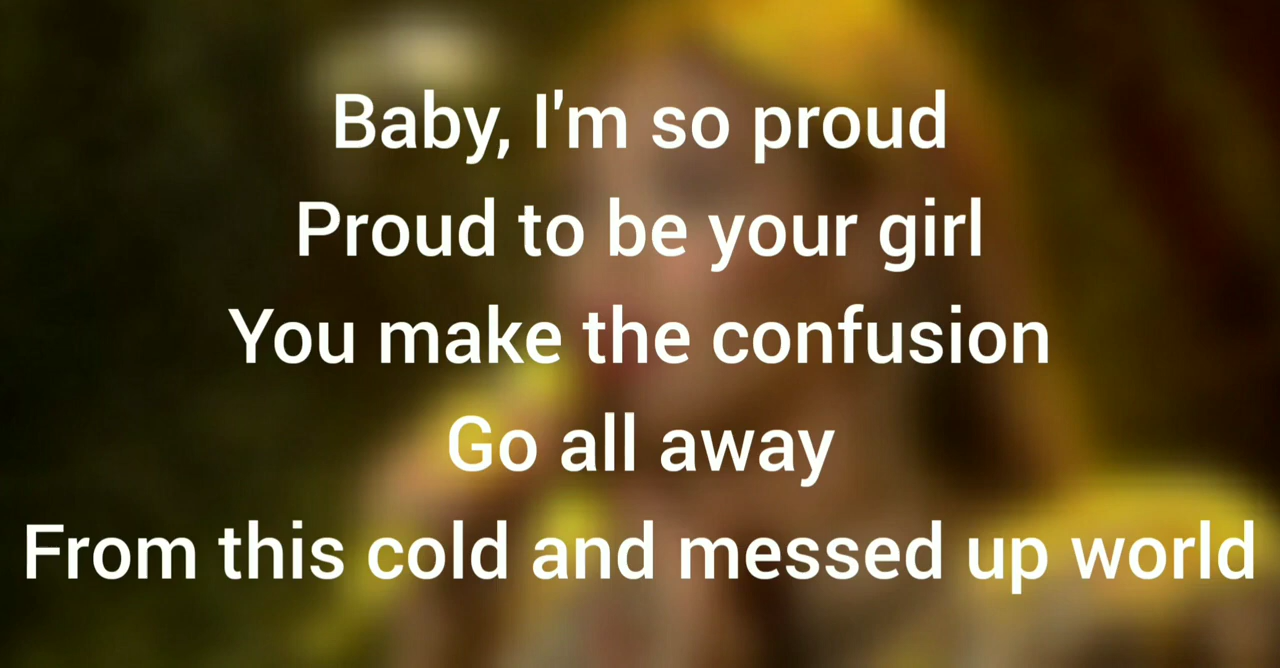 Baby, I'm so proud
Proud to be your girl
You make the confusion
Go all away
From this cold and messed up world